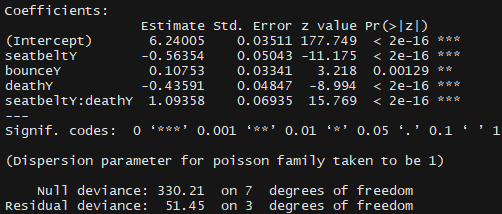 Coefficients:
Estimate Std. Error z value Pr(>|z|)
(Intercept) 6.24005 0.03511 177.749 < 2e-16 ***
seatbeltY -0.56354 0.05043 -11.175 < 2e-16 ***
bounceY 0.10753 0.03341 3.218 0.00129 **
deathY -0.43591 0.04847 -8.994 < 2e-16 ***
seatbeltY:deathY 1.09358 0.06935 15.769 < 2e-16 ***
---
Signif. codes: 0 ‘***’ 0.001 ‘**’ 0.01 ‘*’ 0.05 ‘.’ 0.1 ‘ ’ 1
(Dispersion parameter for poisson family taken to be 1)
Null deviance: 330.21 on 7 degrees of freedom
Residual deviance: 51.45 on 3 degrees of freedom